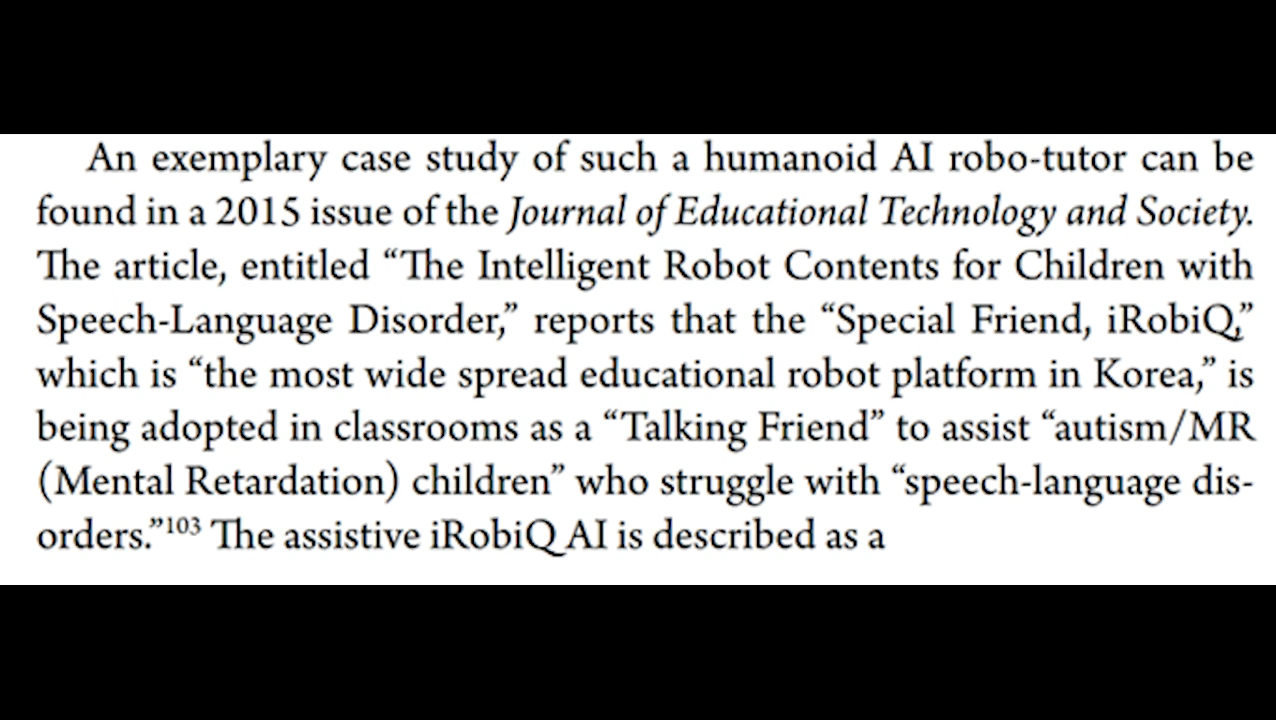 An exemplary case study of such a humanoid AI robo-tutor can be
found in a 2015 issue of the Journal of Educational Technology and Society.
The article, entitled “The Intelligent Robot Contents for Children with
Speech-Language Disorder,” reports that the “Special Friend, iRobiQ,”
which is “the most wide spread educational robot platform in Korea,” is
being adopted in classrooms as a “Talking Friend” to assist “autism/MR
(Mental Retardation) children” who struggle with “speech-language dis-
orders.”103 The assistive iRobiQ AI is described as a